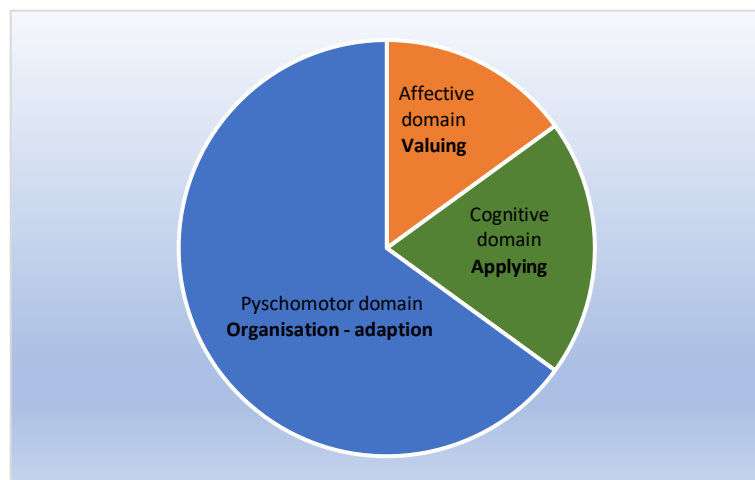 Affective
domain
Valuing
Cognitive
domain
Applying
Pyschomotor domain
Organisation - adaption